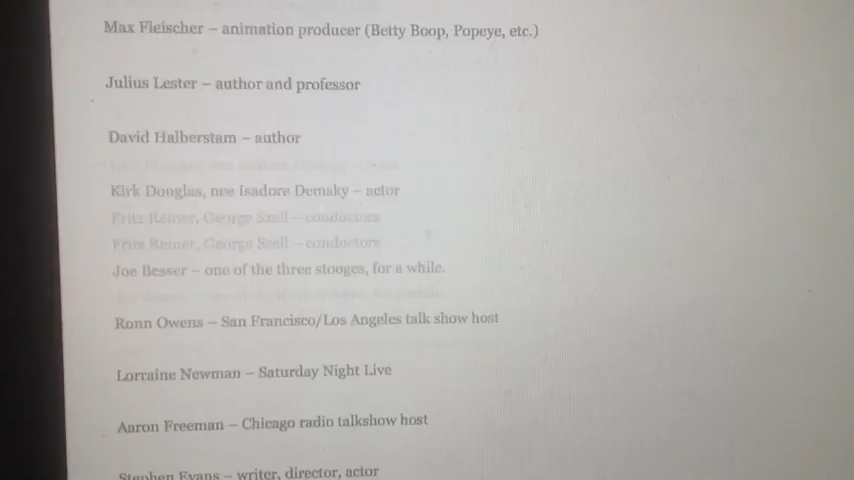 Max Fleischer – animation producer (Betty Boop, Popeye, etc.)
Julius Lester – author and professor
David Halberstam – author
Kirk Douglas, nee Isadore Demsky – actor
Fritz Reiner, George Szell – conductors
Fritz Reiner, George Szell – conductors
Joe Besser – one of the three stooges, for a while.
Ronn Owens – San Francisco/Los Angeles talk show host
Lorraine Newman – Saturday Night Live
Aaron Freeman – Chicago radio talkshow host
Stephen Evans – writer, director, actor